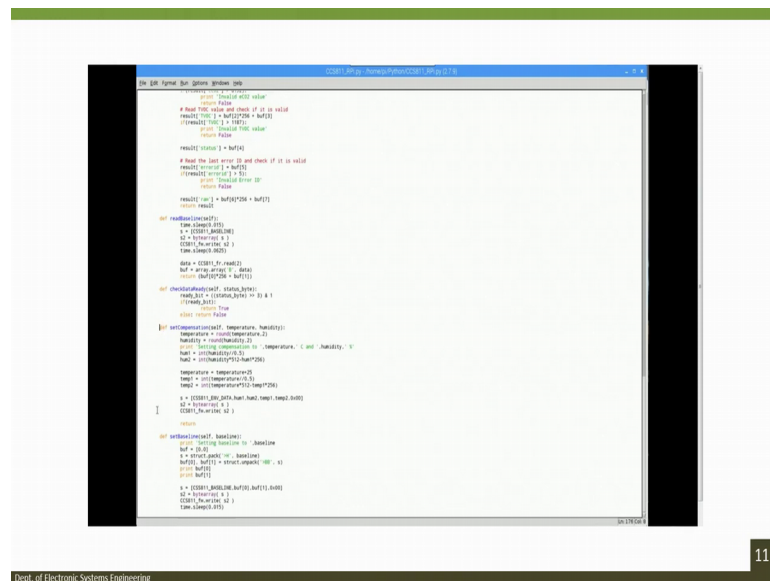 CCS811_RPi.py - /home/pi/Python/CCS811_RPi.py (2.7.9)
File Edit Format Run Options Windows Help
print 'Invalid eCO2 value'
return False
# Read TVOC value and check if it is valid
result['TVOC'] = buf[2]*256 + buf[3]
if(result['TVOC'] > 1187):
print 'Invalid TVOC value'
return False
result['status'] = buf[4]
# Read the last error ID and check if it is valid
result['errorid'] = buf[5]
if(result['errorid'] > 5):
print 'Invalid Error ID'
return False
result['raw'] = buf[6]*256 + buf[7]
return result
def readBaseline(self):
time.sleep(0.015)
s = [CSS811_BASELINE]
s2 = bytearray( s )
CCS811_fw.write( s2 )
time.sleep(0.0625)
data = CCS811_fr.read(2)
buf = array.array('B', data)
return (buf[0]*256 + buf[1])
def checkDataReady(self, status_byte):
ready_bit = ((status_byte) >> 3) & 1
if(ready_bit):
return True
else: return False
def setCompensation(self, temperature, humidity):
temperature = round(temperature,2)
humidity = round(humidity,2)
print 'Setting compensation to ',temperature,' C and ',humidity,' %'
hum1 = int(humidity//0.5)
hum2 = int(humidity*512-hum1*256)
temperature = temperature+25
temp1 = int(temperature//0.5)
temp2 = int(temperature*512-temp1*256)
s = [CSS811_ENV_DATA,hum1,hum2,temp1,temp2,0x00]
s2 = bytearray( s )
CCS811_fw.write( s2 )
return
def setBaseline(self, baseline):
print 'Setting baseline to ',baseline
buf = [0,0]
s = struct.pack('>H', baseline)
buf[0], buf[1] = struct.unpack('>BB', s)
print buf[0]
print buf[1]
s = [CSS811_BASELINE,buf[0],buf[1],0x00]
s2 = bytearray( s )
CCS811_fw.write( s2 )
time.sleep(0.015)
Ln: 176 Col: 0
11
Dept. of Electronic Systems Engineering